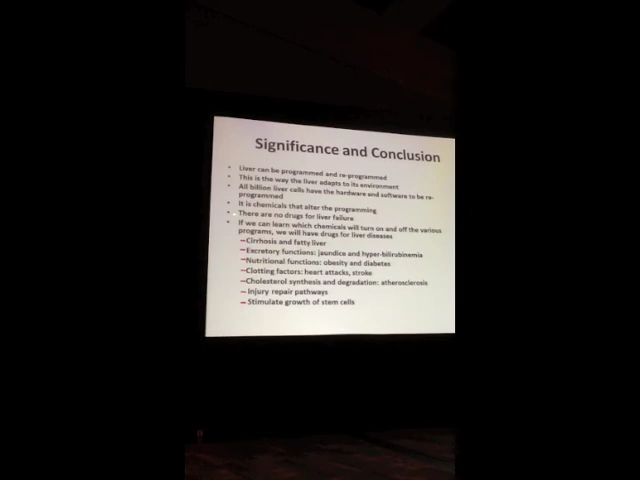 Significance and Conclusion
• Liver can be programmed and re-programmed
• This is the way the liver adapts to its environment
• All billion liver cells have the hardware and software to be re-
programmed
• It is chemicals that alter the programming
• There are no drugs for liver failure
• If we can learn which chemicals will turn on and off the various
programs, we will have drugs for liver diseases
–Cirrhosis and fatty liver
–Excretory functions: jaundice and hyper-bilirubinemia
–Nutritional functions: obesity and diabetes
–Clotting factors: heart attacks, stroke
–Cholesterol synthesis and degradation: atherosclerosis
–Injury repair pathways
–Stimulate growth of stem cells